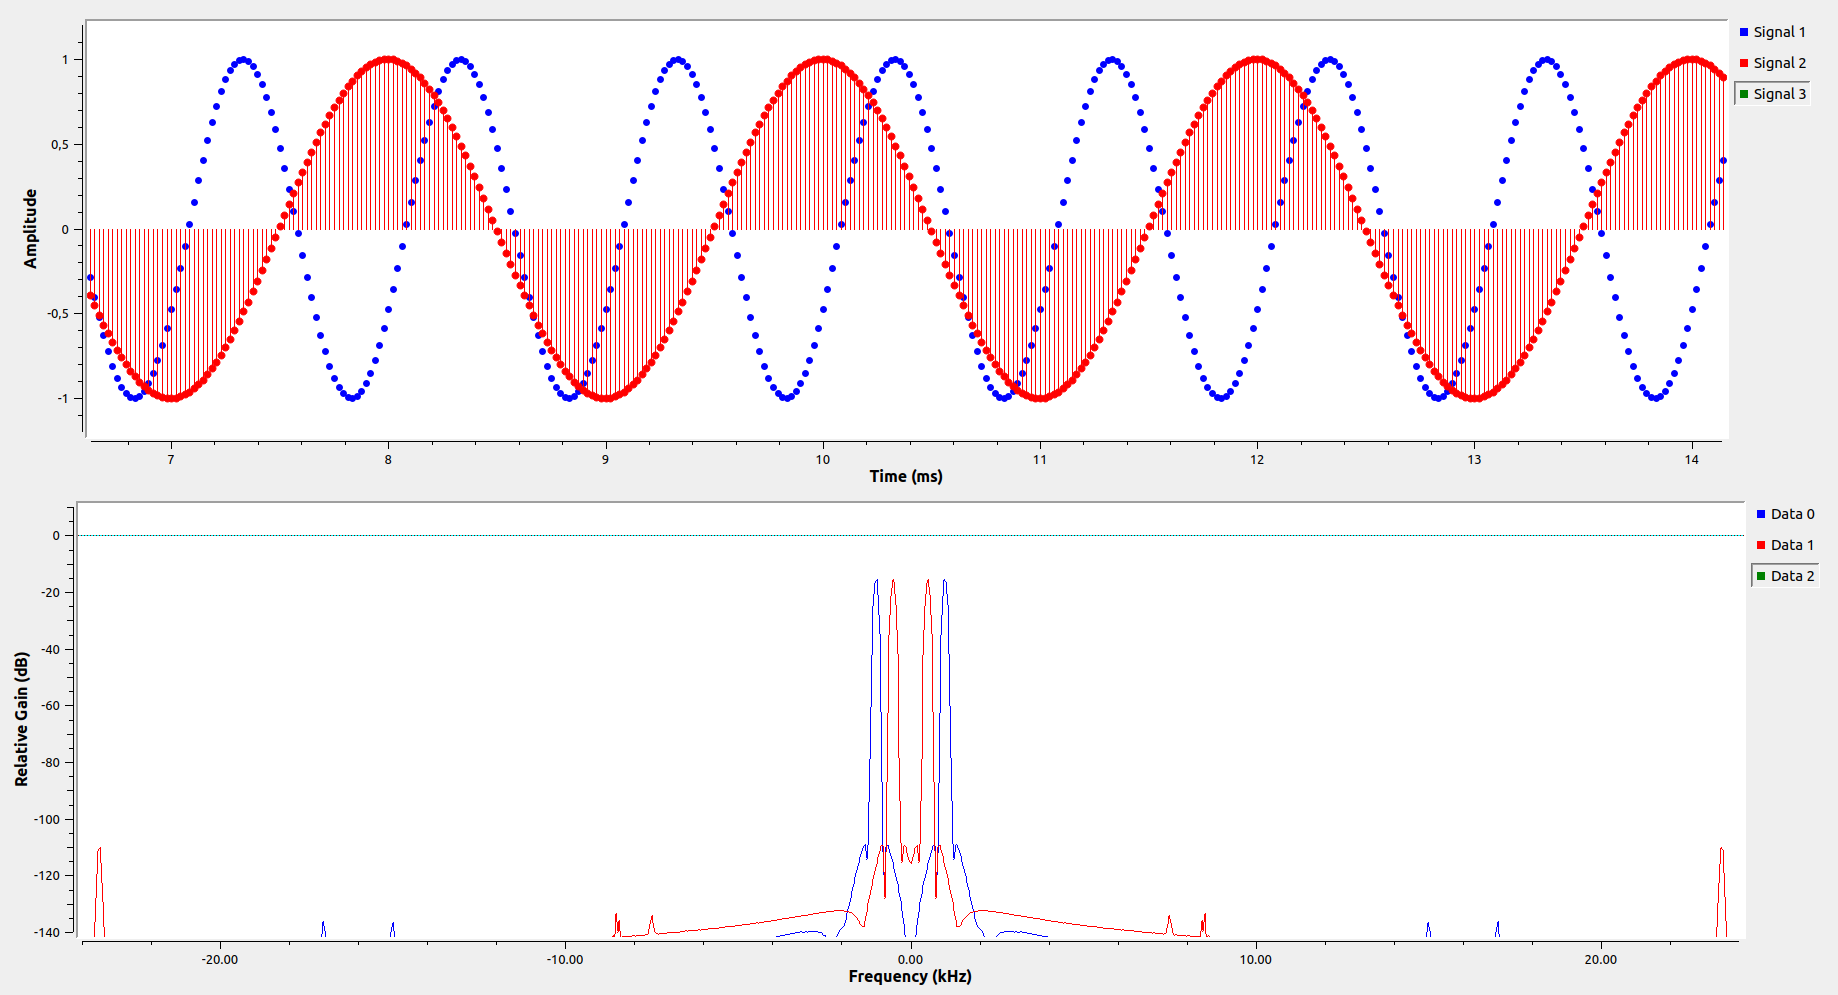 Signal 1
Signal 2
Signal 3
Amplitude
1
0,5
0
-0,5
-1
7 8 9 10 11 12 13 14
Time (ms)
Data 0
Data 1
Data 2
Relative Gain (dB)
0
-20
-40
-60
-80
-100
-120
-140
-20.00 -10.00 0.00 10.00 20.00
Frequency (kHz)